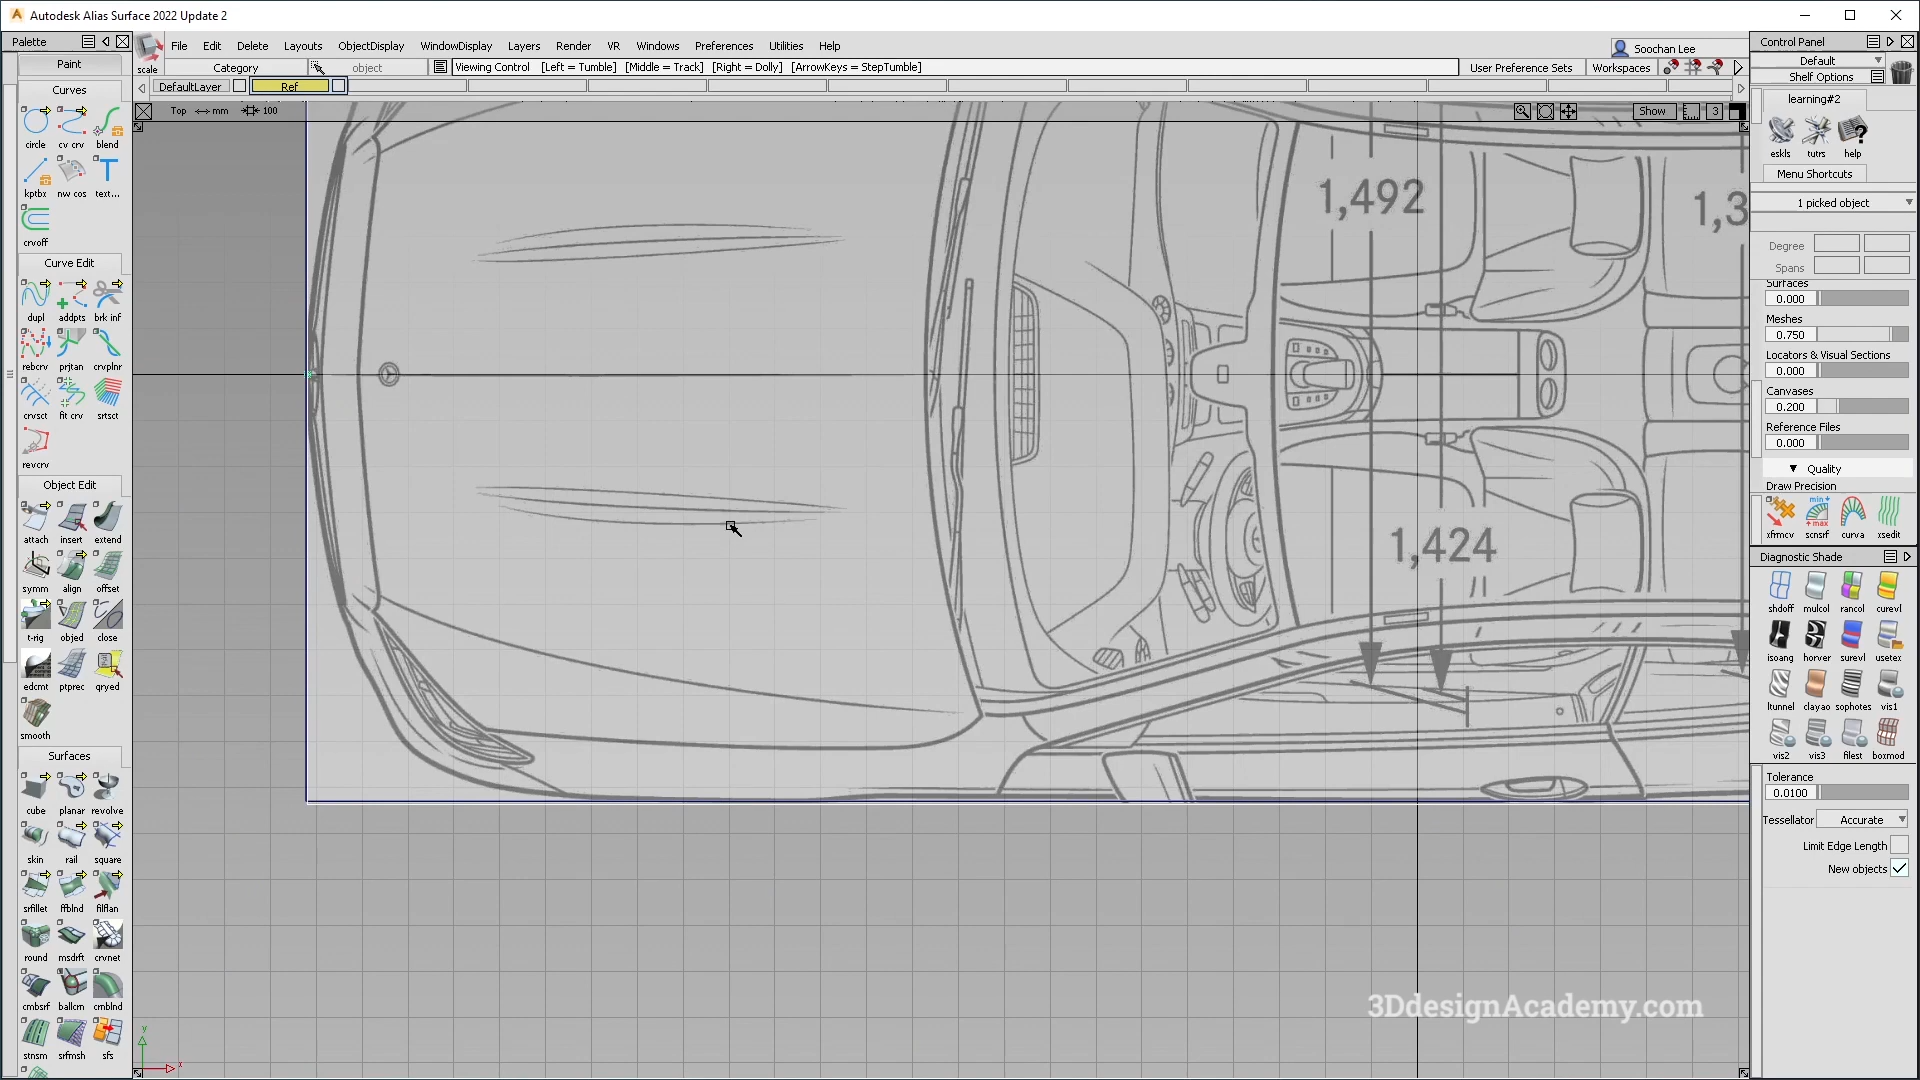 Autodesk Alias Surface 2022 Update 2
Palette
File Edit Delete Layouts ObjectDisplay WindowDisplay Layers Render VR Windows Preferences Utilities Help
Soochan Lee
Control Panel
Paint
scale
Category
object
Viewing Control [Left = Tumble] [Middle = Track] [Right = Dolly] [ArrowKeys = StepTumble]
User Preference Sets
Workspaces
Default
Shelf Options
Curves
DefaultLayer
Ref
learning#2
Top mm 100
Show
3
circle cv crv blend
eskls tutrs help
kptbx nw cos text...
Menu Shortcuts
1,492
1,3
1 picked object
crvoff
Degree
Spans
Curve Edit
Surfaces
0.000
dupl addpts brk inf
Meshes
0.750
rebcrv prjtan crvplnr
Locators & Visual Sections
0.000
crvsct fit crv srtsct
Canvases
0.200
Reference Files
0.000
revcrv
Quality
Object Edit
Draw Precision
attach insert extend
xfrmcv scnsrf curva xsedit
1,424
Diagnostic Shade
symm align offset
shdoff mulcol rancol curevl
t-rig objed close
isoang horver surevl usetex
edcmt ptprec qryed
ltunnel clayao sophotes vis1
smooth
vis2 vis3 filest boxmod
Surfaces
Tolerance
0.0100
cube planar revolve
Tessellator Accurate
Limit Edge Length
skin rail square
New objects
srfillet ffblnd filflan
round msdrft crvnet
cmbsrf ballcrn crnblnd
3DdesignAcademy.com
stnsm srfmsh sfs
y
x